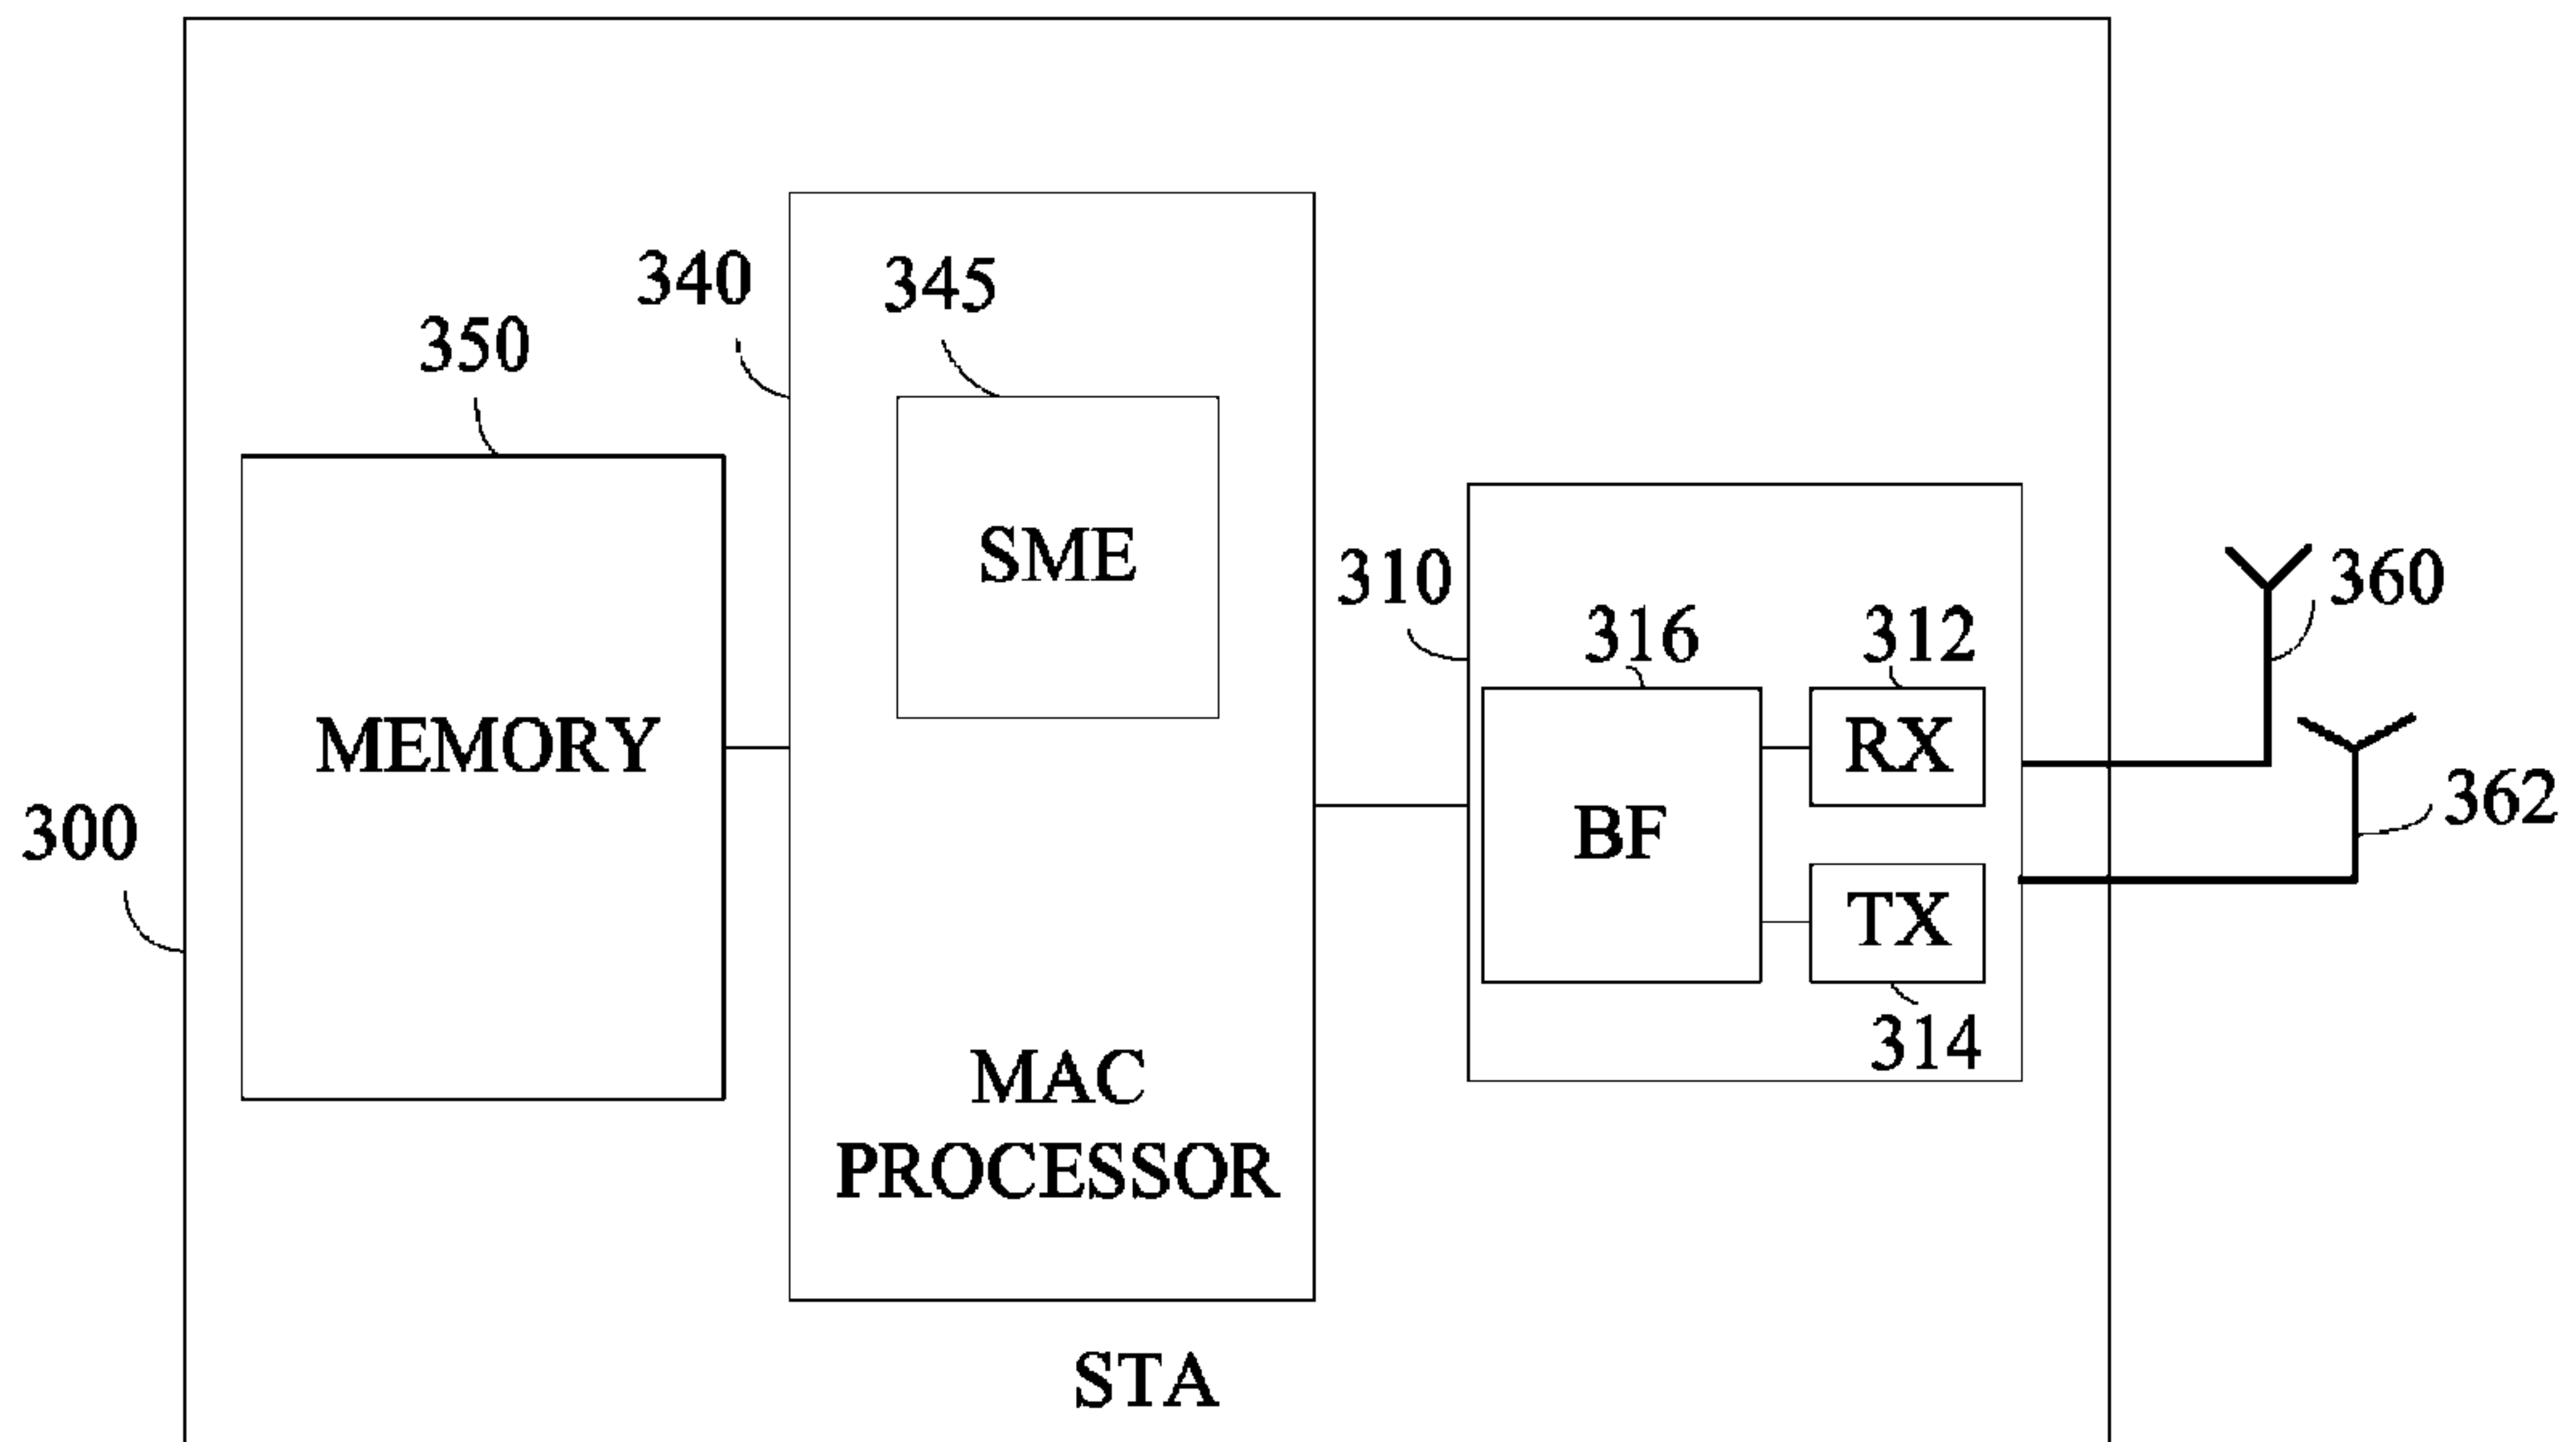 340
345
350
SME
310
360
316
312
MEMORY
RX
362
300
BF
TX
314
MAC
PROCESSOR
STA